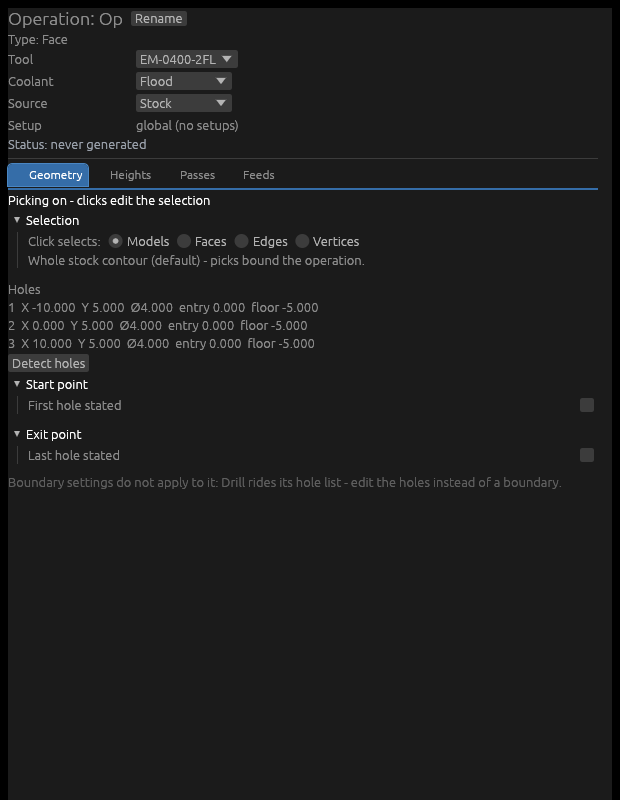 Operation: Op Rename
Type: Face
Tool EM-0400-2FL
Coolant Flood
Source Stock
Setup global (no setups)
Status: never generated
Geometry Heights Passes Feeds
Picking on - clicks edit the selection
Selection
Click selects: Models Faces Edges Vertices
Whole stock contour (default) - picks bound the operation.
Holes
1 X -10.000 Y 5.000 Ø4.000 entry 0.000 floor -5.000
2 X 0.000 Y 5.000 Ø4.000 entry 0.000 floor -5.000
3 X 10.000 Y 5.000 Ø4.000 entry 0.000 floor -5.000
Detect holes
Start point
First hole stated
Exit point
Last hole stated
Boundary settings do not apply to it: Drill rides its hole list - edit the holes instead of a boundary.